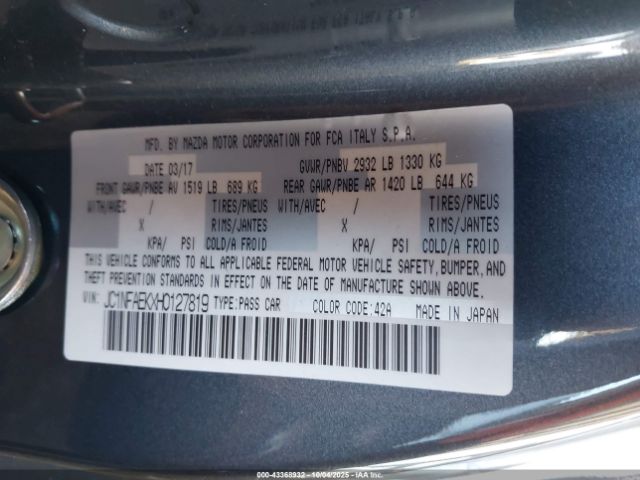 MFD. BY MAZDA MOTOR CORPORATION FOR FCA ITALY S.P.A.
DATE 03/17 GVWR/PNBV 2932 LB 1330 KG
FRONT GAWR/PNBE AV 1519 LB 689 KG REAR GAWR/PNBE AR 1420 LB 644 KG
WITH/AVEC / TIRES/PNEUS WITH/AVEC / TIRES/PNEUS
X RIMS/JANTES X RIMS/JANTES
KPA/ PSI COLD/A FROID KPA/ PSI COLD/A FROID
THIS VEHICLE CONFORMS TO ALL APPLICABLE FEDERAL MOTOR VEHICLE SAFETY, BUMPER, AND
THEFT PREVENTION STANDARDS IN EFFECT ON THE DATE OF MANUFACTURE SHOWN ABOVE.
VIN: JC1NFAEKXH0127819 TYPE:PASS CAR COLOR CODE:42A MADE IN JAPAN
000-43368932 - 10/04/2025 - IAAI - Stock